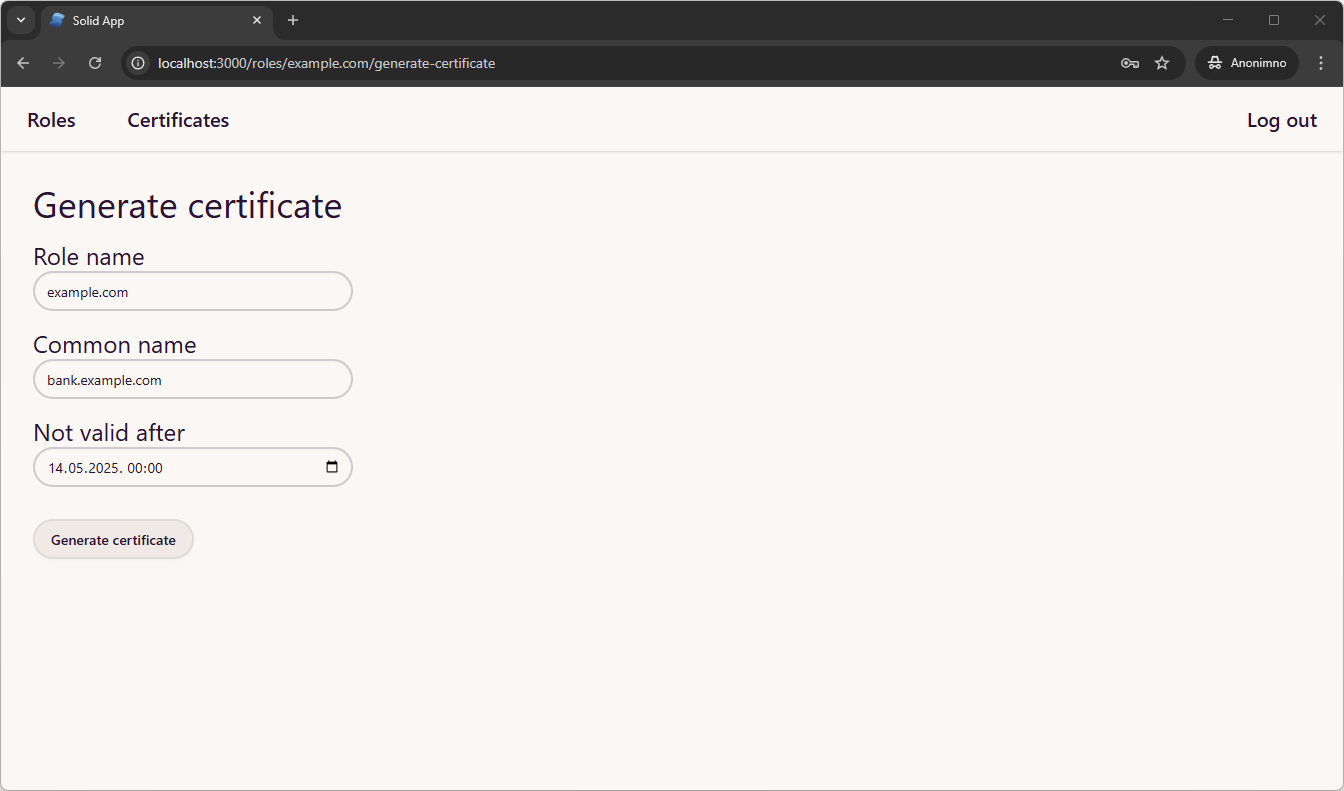 Solid App
localhost:3000/roles/example.com/generate-certificate
Anonimno
Roles Certificates Log out
Generate certificate
Role name
example.com
Common name
bank.example.com
Not valid after
14.05.2025. 00:00
Generate certificate